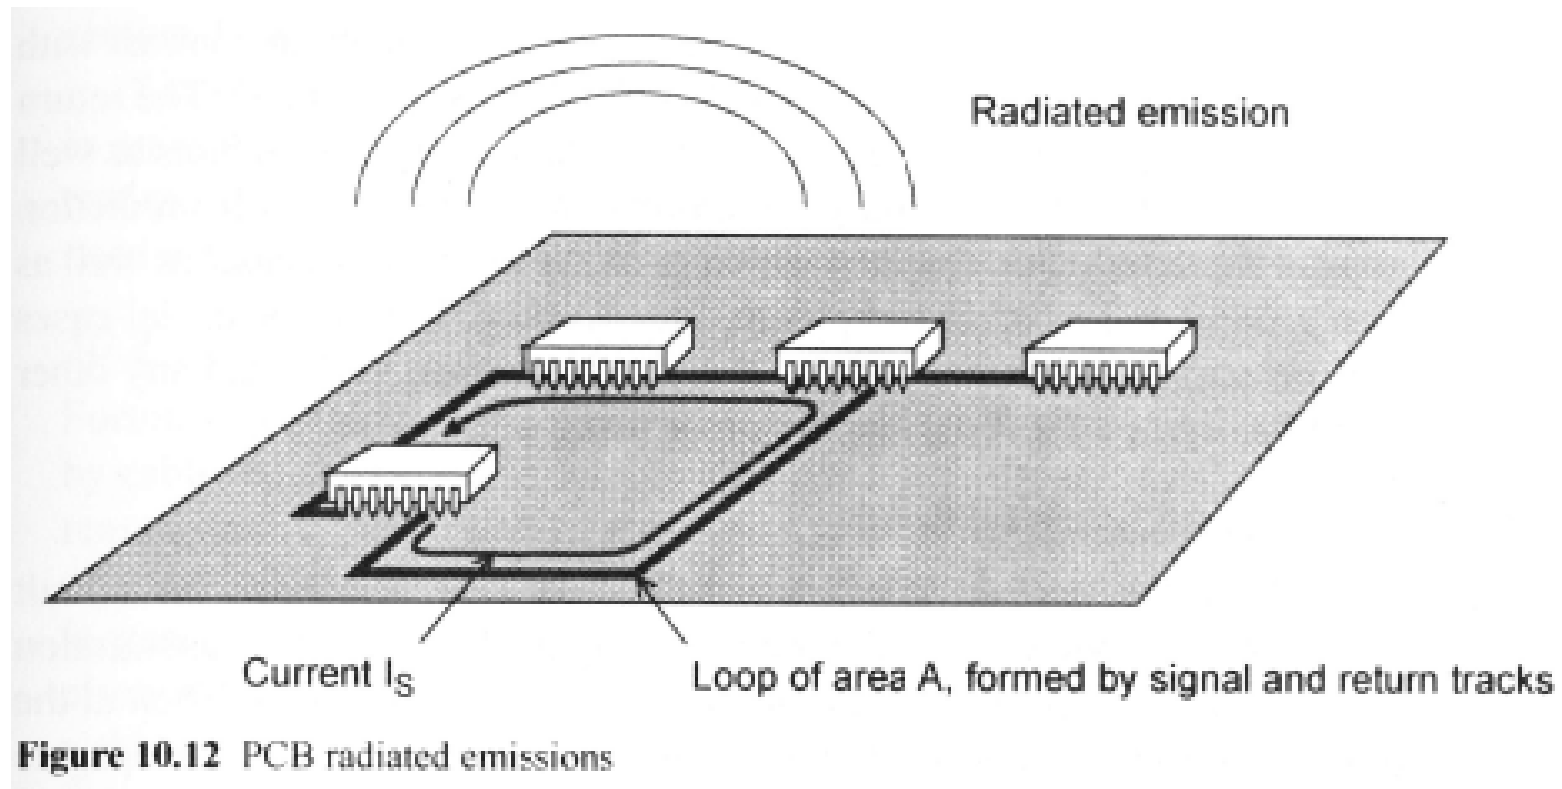 Radiated emission
Current I_S
Loop of area A, formed by signal and return tracks
Figure 10.12 PCB radiated emissions